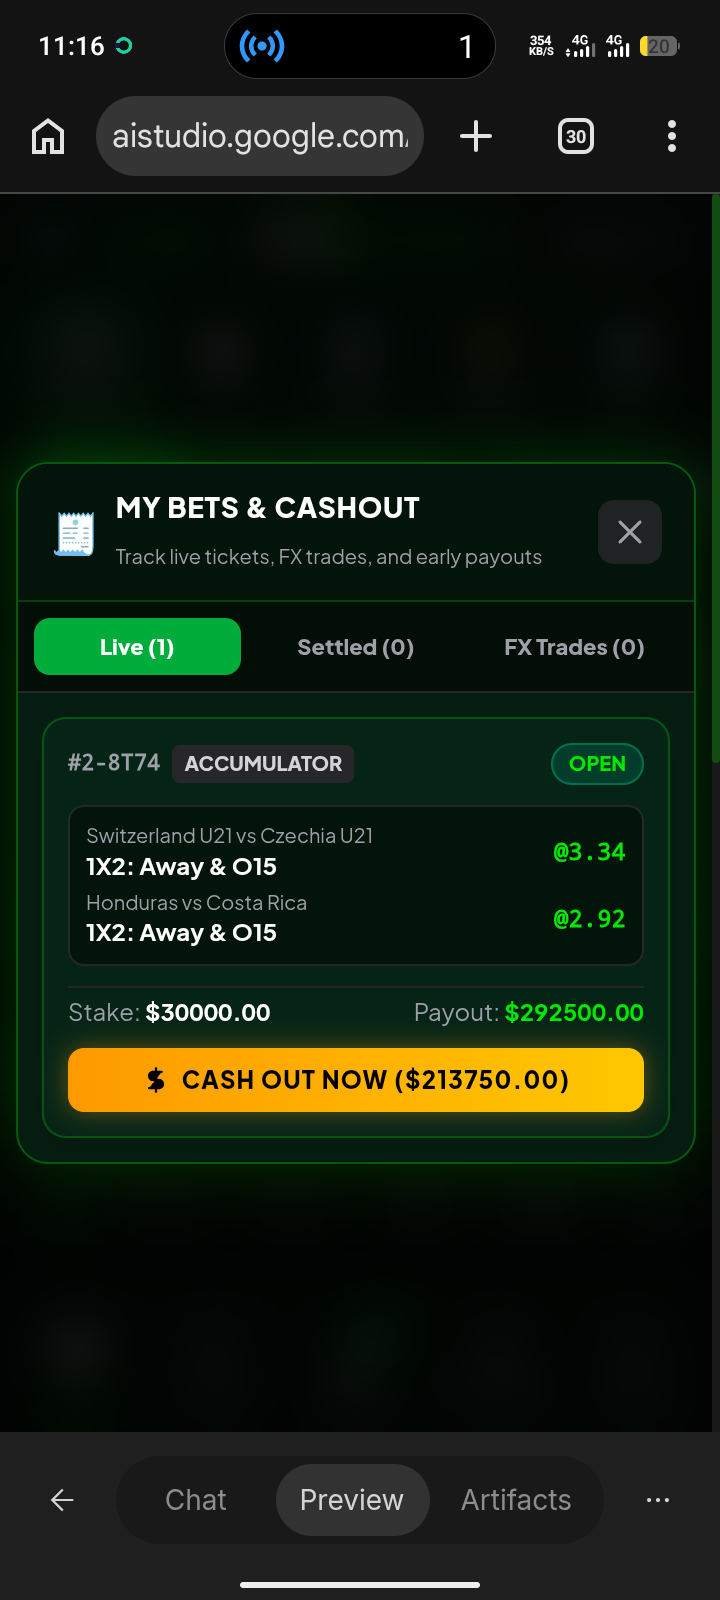 11:16
1
354
KB/S
4G
4G
20
aistudio.google.com/
30
MY BETS & CASHOUT
Track live tickets, FX trades, and early payouts
Live (1)
Settled (0)
FX Trades (0)
#2-8T74
ACCUMULATOR
OPEN
Switzerland U21 vs Czechia U21
1X2: Away & O15
@3.34
Honduras vs Costa Rica
1X2: Away & O15
@2.92
Stake: $30000.00
Payout: $292500.00
$ CASH OUT NOW ($213750.00)
Chat
Preview
Artifacts